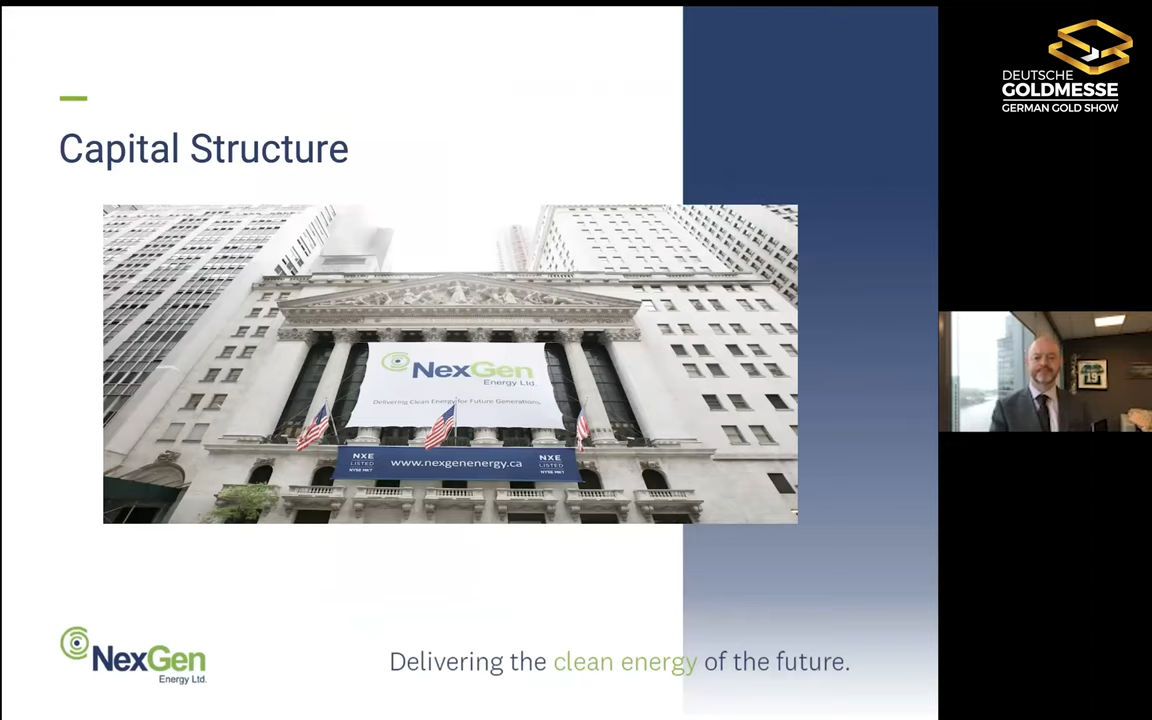 Capital Structure
NexGen
Energy Ltd.
Delivering Clean Energy for Future Generations.
NXE
LISTED
NYSE MKT
www.nexgenenergy.ca
NXE
LISTED
NYSE MKT
NexGen
Energy Ltd.
Delivering the clean energy of the future.
DEUTSCHE
GOLDMESSE
GERMAN GOLD SHOW
19